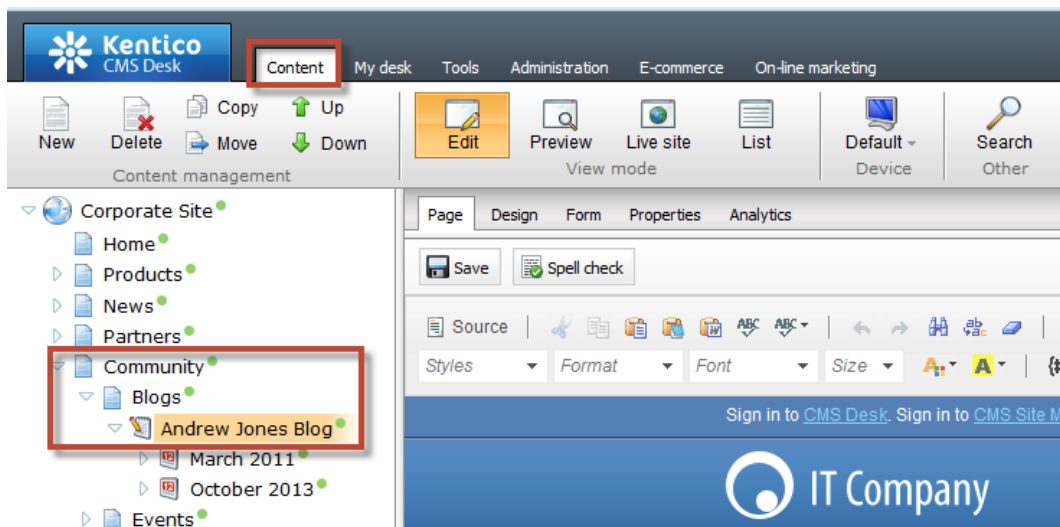 Kentico
CMS Desk
Content My desk Tools Administration E-commerce On-line marketing
New Delete Copy Move Up Down
Content management
Edit Preview Live site List
View mode
Default
Device
Search
Other
Corporate Site
Home
Products
News
Partners
Community
Blogs
Andrew Jones Blog
March 2011
October 2013
Events
Page Design Form Properties Analytics
Save Spell check
Source ABC ABC
Styles Format Font Size A A
Sign in to CMS Desk. Sign in to CMS Site M
IT Company